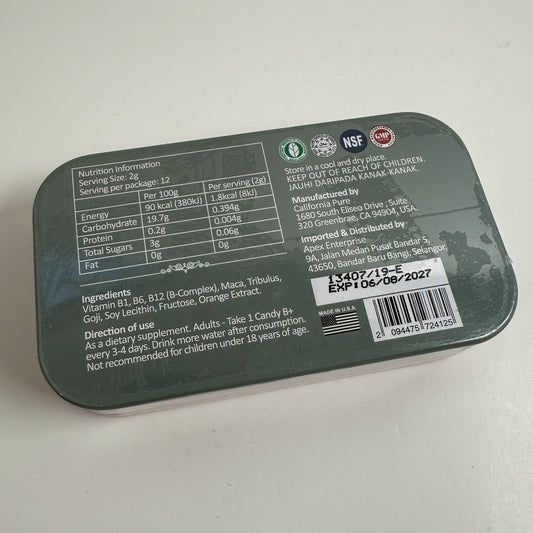 Nutrition Information
Serving Size: 2g
Serving per package: 12
Per 100g
Per serving (2g)
Energy 90 kcal (380kJ) 1.8kcal (8kJ)
Carbohydrate 19.7g 0.394g
Protein 0.2g 0.004g
Total Sugars 3g 0.06g
Fat 0g 0g
Ingredients
Vitamin B1, B6, B12 (B-Complex), Maca, Tribulus,
Goji, Soy Lecithin, Fructose, Orange Extract.
Direction of use
As a dietary supplement. Adults - Take 1 Candy B+
every 3-4 days. Drink more water after consumption.
Not recommended for children under 18 years of age.
NSF
GMP
Store in a cool and dry place.
KEEP OUT OF REACH OF CHILDREN.
JAUHI DARIPADA KANAK-KANAK.
Manufactured by
California Pure
1680 South Eliseo Drive , Suite
320 Greenbrae, CA 94904, USA.
Imported & Distributed by
Apex Enterprise
9A, Jalan Medan Pusat Bandar 5,
43650, Bandar Baru Bangi, Selangor.
13407/19-E
EXP:06/08/2027
MADE IN U.S.A
2 094475 724125